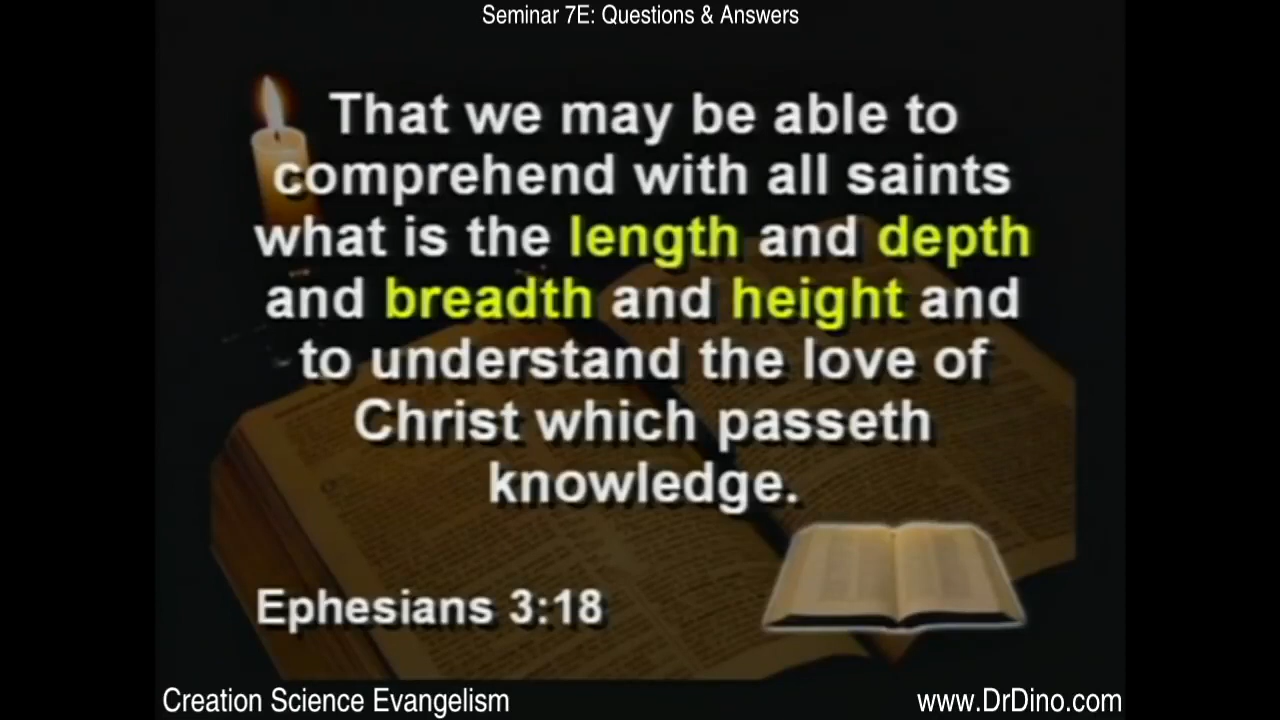 Seminar 7E: Questions & Answers
That we may be able to
comprehend with all saints
what is the length and depth
and breadth and height and
to understand the love of
Christ which passeth
knowledge.
Ephesians 3:18
Creation Science Evangelism
www.DrDino.com